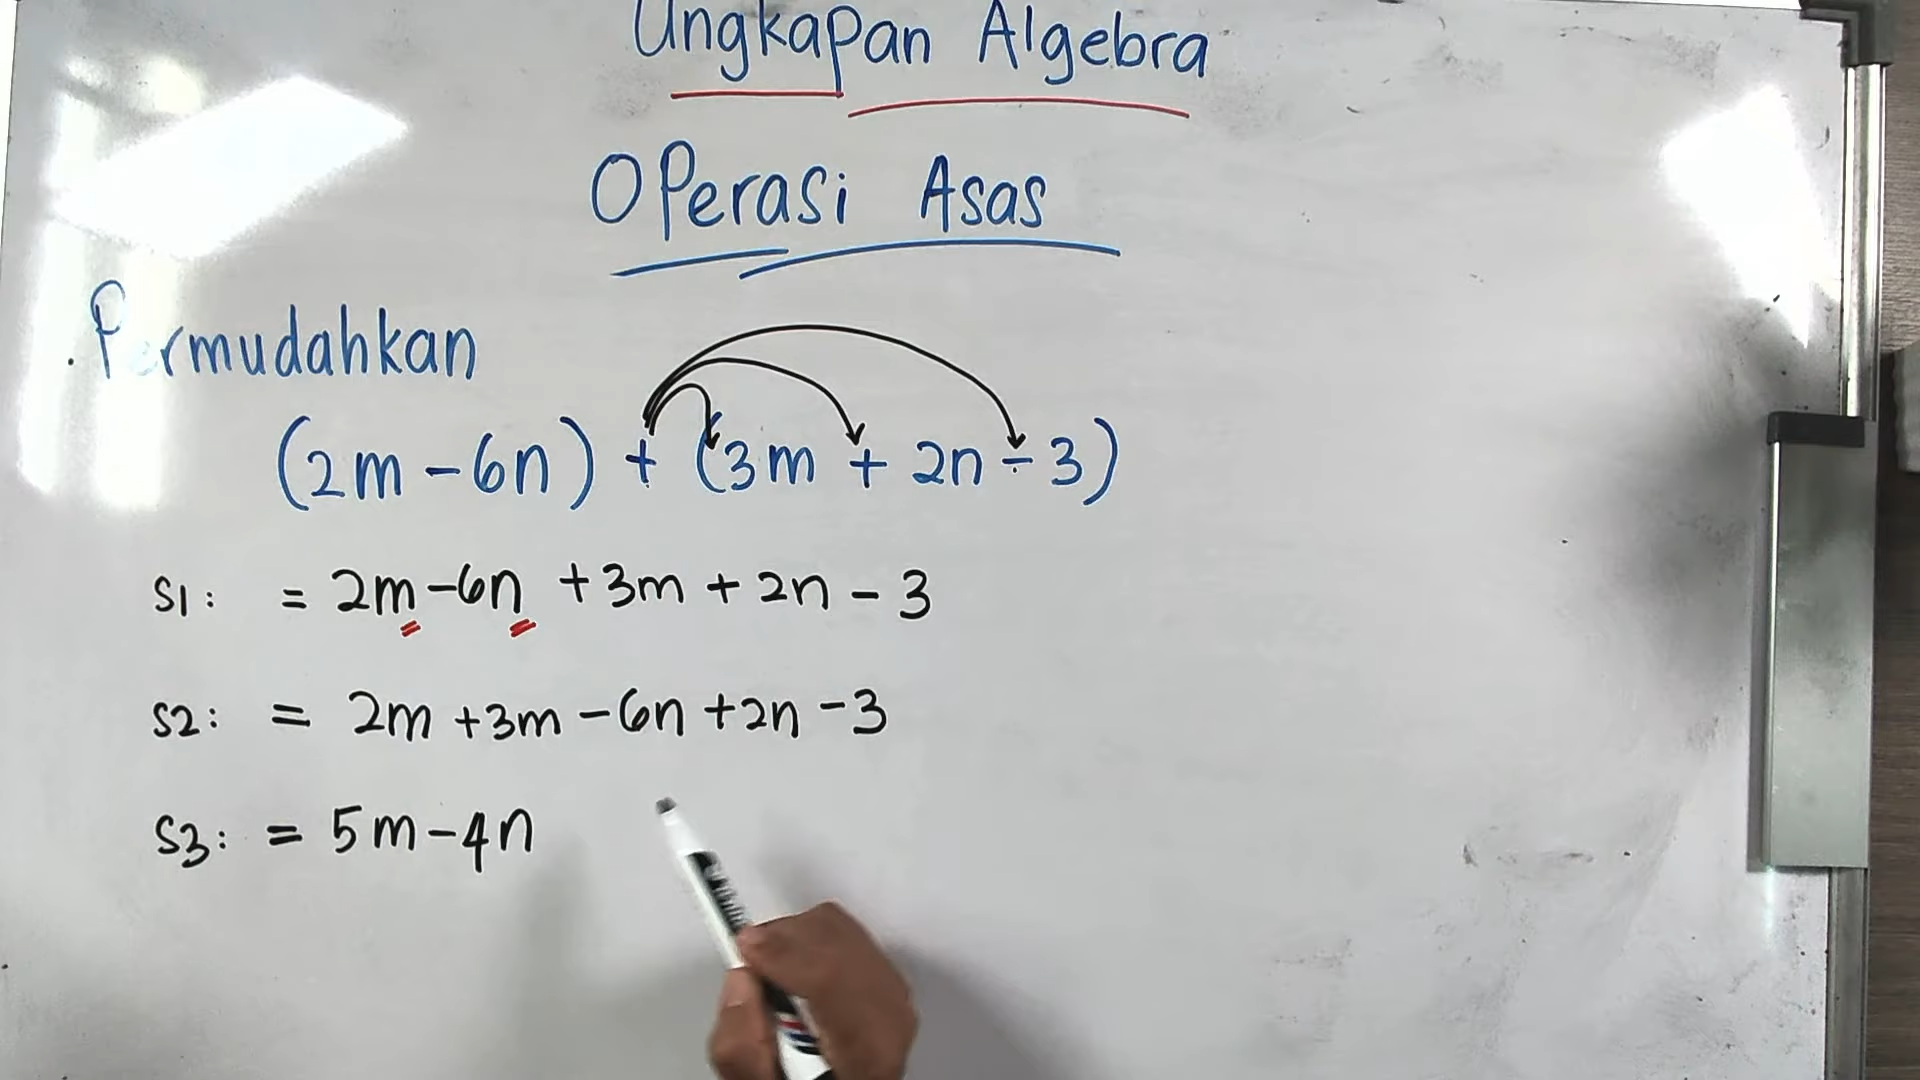 Ungkapan Algebra
Operasi Asas
Permudahkan
(2m - 6n) + (3m + 2n - 3)
S1: = 2m - 6n + 3m + 2n - 3
S2: = 2m + 3m - 6n + 2n - 3
S3: = 5m - 4n